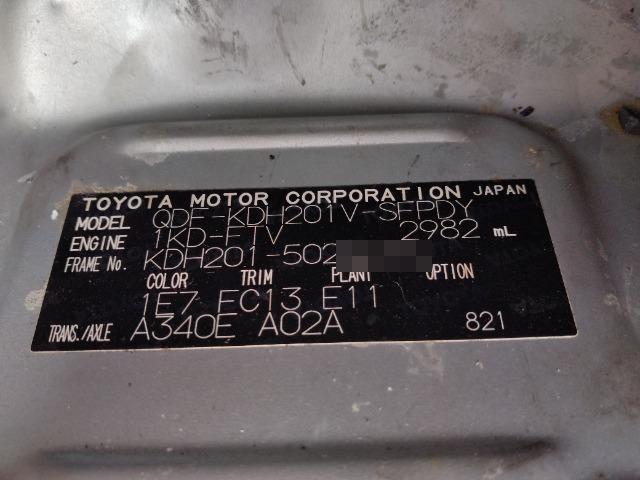 TOYOTA MOTOR CORPORATION JAPAN
MODEL QDF-KDH201V-SFPDY
ENGINE 1KD-FTV 2982 mL
FRAME No. KDH201-502
COLOR TRIM PLANT OPTION
1E7 FC13 E11
TRANS./AXLE A340E A02A 821